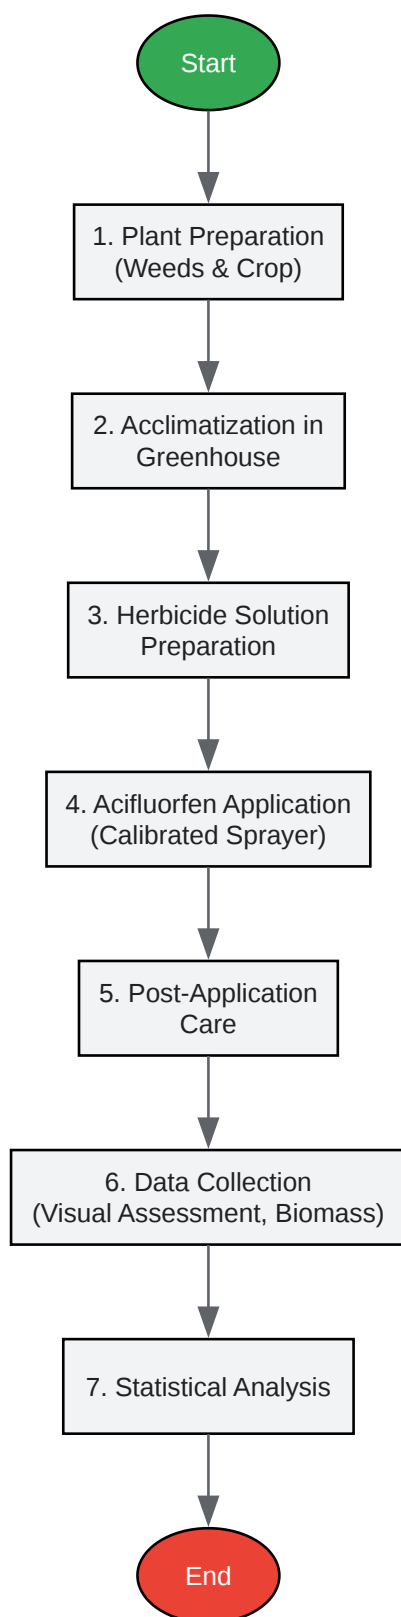 Start
1. Plant Preparation
(Weeds & Crop)
2. Acclimatization in
Greenhouse
3. Herbicide Solution
Preparation
4. Acifluorfen Application
(Calibrated Sprayer)
5. Post-Application
Care
6. Data Collection
(Visual Assessment, Biomass)
7. Statistical Analysis
End